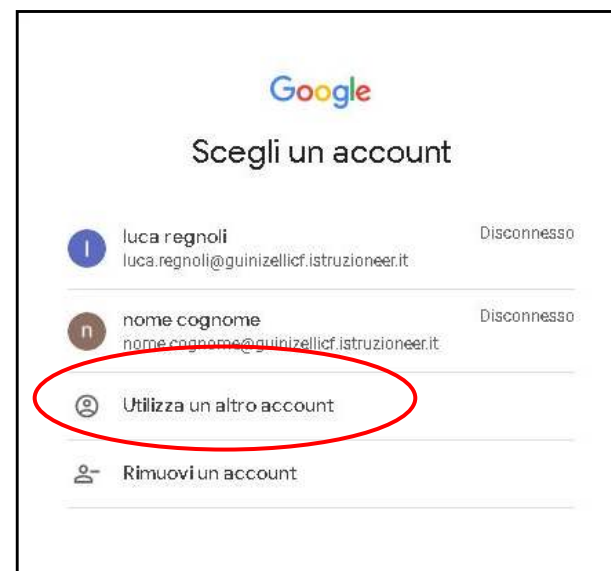 Google
Scegli un account
luca regnoli
Disconnesso
luca.regnoli@guinizellicf.istruzioneer.it
nome cognome
Disconnesso
nome.cognome@guinizellicf.istruzioneer.it
Utilizza un altro account
Rimuovi un account